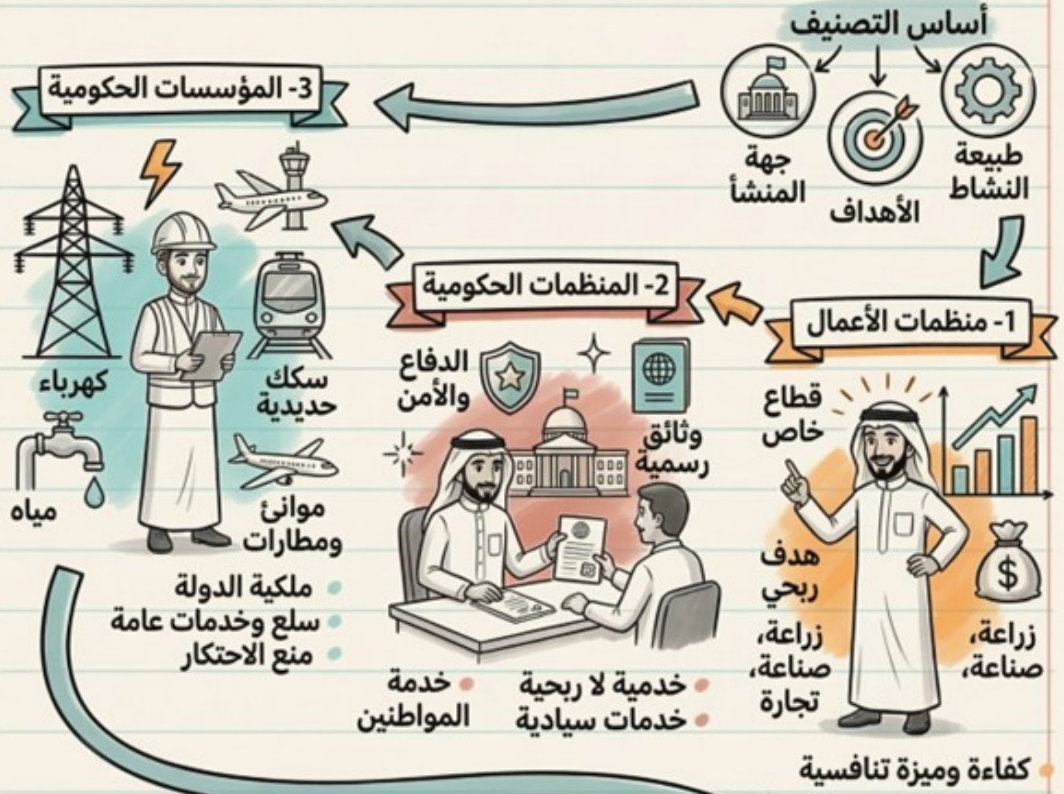 أساس التصنيف
طبيعة
النشاط
الأهداف
جهة
المنشأ
1- منظمات الأعمال
قطاع
خاص
هدف
ربحي
زراعة،
صناعة،
تجارة
$
زراعة،
صناعة،
كفاءة وميزة تنافسية
2- المنظمات الحكومية
الدفاع
والأمن
وثائق
رسمية
خدمية لا ربحية
خدمات سيادية
خدمة
المواطنين
3- المؤسسات الحكومية
كهرباء
سكك
حديدية
مياه
موانئ
ومطارات
ملكية الدولة
سلع وخدمات عامة
منع الاحتكار